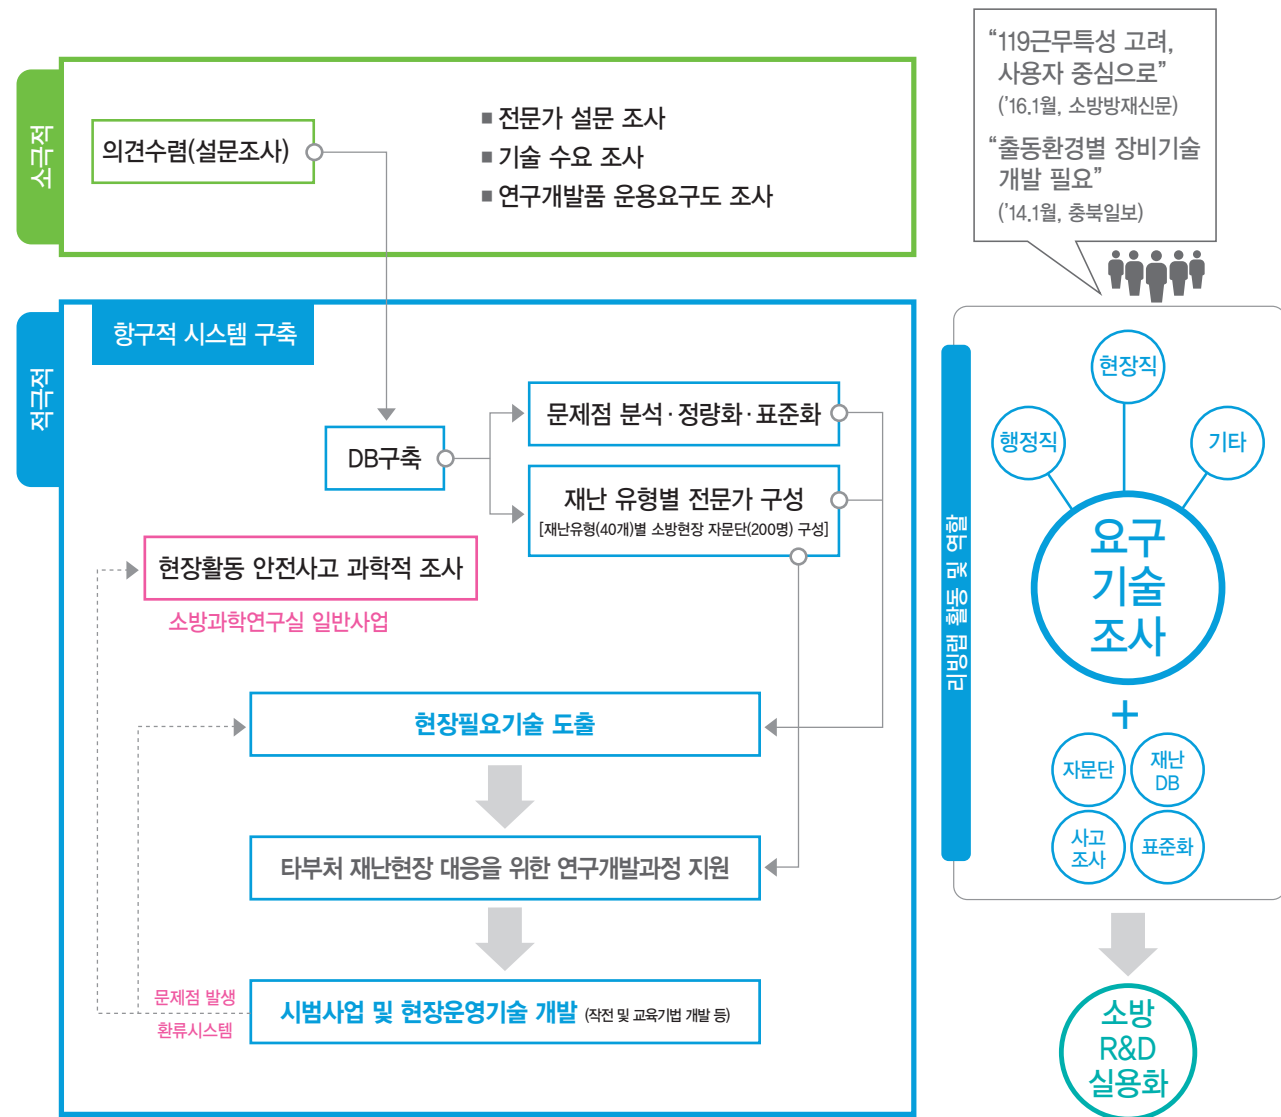 소극적
의견수렴(설문조사)
■ 전문가 설문 조사
■ 기술 수요 조사
■ 연구개발품 운용요구도 조사
“119근무특성 고려,
사용자 중심으로”
(’16.1월, 소방방재신문)
“출동환경별 장비기술
개발 필요”
(’14.1월, 충북일보)
적극적
항구적 시스템 구축
DB구축
문제점 분석·정량화·표준화
재난 유형별 전문가 구성
[재난유형(40개)별 소방현장 자문단(200명) 구성]
현장활동 안전사고 과학적 조사
소방과학연구실 일반사업
현장필요기술 도출
타부처 재난현장 대응을 위한 연구개발과정 지원
시범사업 및 현장운영기술 개발 (작전 및 교육기법 개발 등)
문제점 발생
환류시스템
리빙랩 활동 및 역할
현장직
행정직
기타
요구
기술
조사
+
자문단
재난
DB
사고
조사
표준화
소방
R&D
실용화